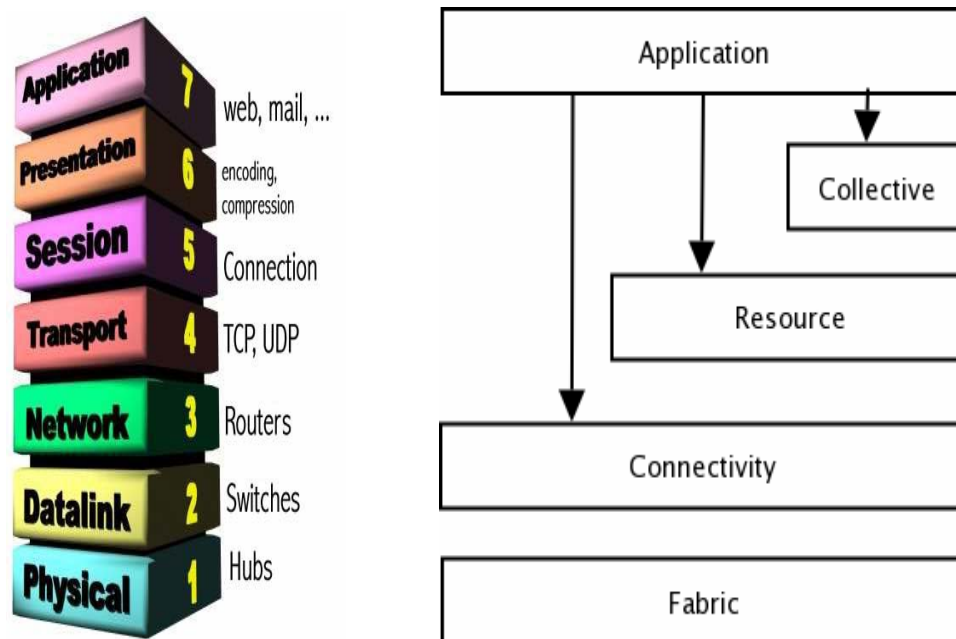 Application 7
web, mail, ...
Presentation 6
encoding,
compression
Session 5
Connection
Transport 4
TCP, UDP
Network 3
Routers
Datalink 2
Switches
Physical 1
Hubs
Application
Collective
Resource
Connectivity
Fabric